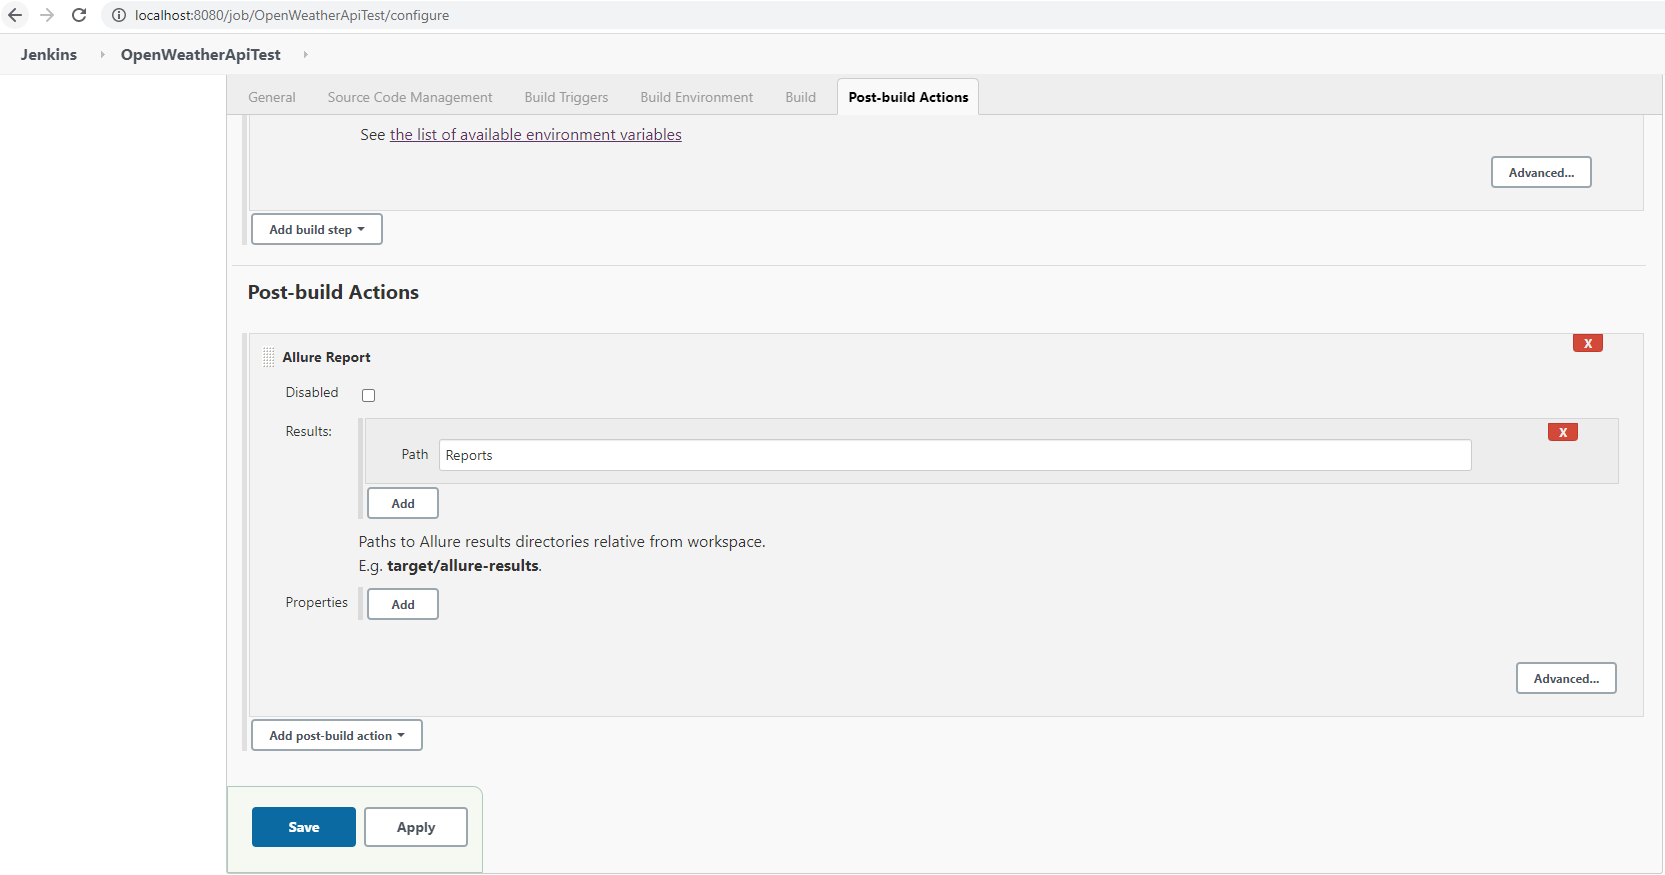 localhost:8080/job/OpenWeatherApiTest/configure
Jenkins OpenWeatherApiTest
General Source Code Management Build Triggers Build Environment Build Post-build Actions
See the list of available environment variables
Advanced...
Add build step
Post-build Actions
X
Allure Report
Disabled
Results:
X
Path Reports
Add
Paths to Allure results directories relative from workspace.
E.g. target/allure-results.
Properties Add
Advanced...
Add post-build action
Save Apply